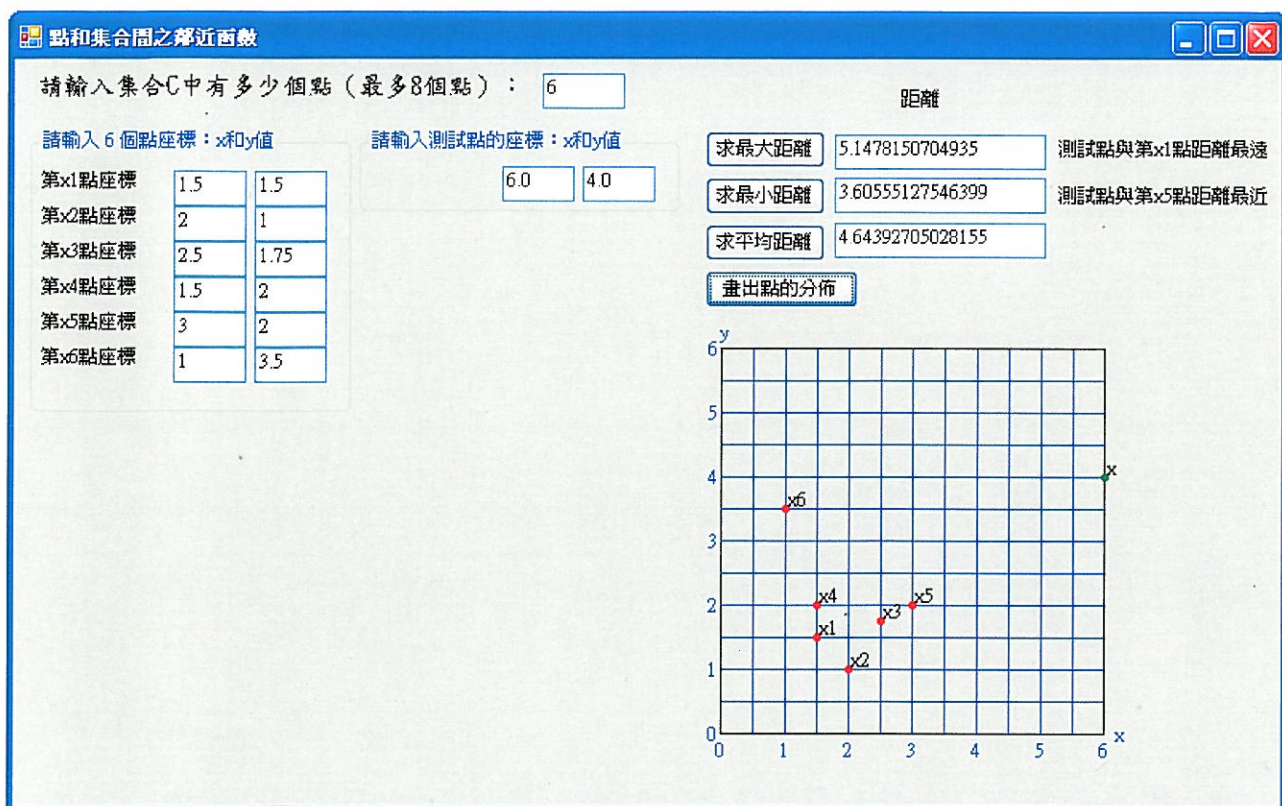 點和集合間之鄰近函數
請輸入集合C中有多少個點(最多8個點): 6
請輸入 6 個點座標:x和y值
第x1點座標 1.5 1.5
第x2點座標 2 1
第x3點座標 2.5 1.75
第x4點座標 1.5 2
第x5點座標 3 2
第x6點座標 1 3.5
請輸入測試點的座標:x和y值
6.0 4.0
距離
求最大距離 5.1478150704935 測試點與第x1點距離最遠
求最小距離 3.60555127546399 測試點與第x5點距離最近
求平均距離 4.64392705028155
畫出點的分佈
y
6
5
4 x
x6
3
2 x4 x3 x5
x1
1 x2
0
0 1 2 3 4 5 6 x